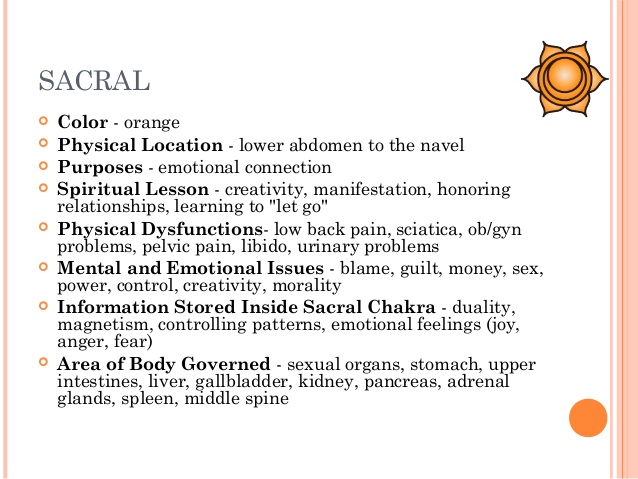 SACRAL
Color - orange
Physical Location - lower abdomen to the navel
Purposes - emotional connection
Spiritual Lesson - creativity, manifestation, honoring
relationships, learning to "let go"
Physical Dysfunctions- low back pain, sciatica, ob/gyn
problems, pelvic pain, libido, urinary problems
Mental and Emotional Issues - blame, guilt, money, sex,
power, control, creativity, morality
Information Stored Inside Sacral Chakra - duality,
magnetism, controlling patterns, emotional feelings (joy,
anger, fear)
Area of Body Governed - sexual organs, stomach, upper
intestines, liver, gallbladder, kidney, pancreas, adrenal
glands, spleen, middle spine